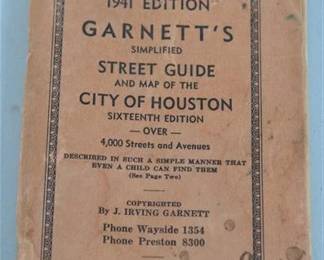 1941 EDITION
GARNETT'S
SIMPLIFIED
STREET GUIDE
AND MAP OF THE
CITY OF HOUSTON
SIXTEENTH EDITION
— OVER —
4,000 Streets and Avenues
DESCRIBED IN SUCH A SIMPLE MANNER THAT
EVEN A CHILD CAN FIND THEM
(See Page Two)
COPYRIGHTED
By J. IRVING GARNETT
Phone Wayside 1354
Phone Preston 8300